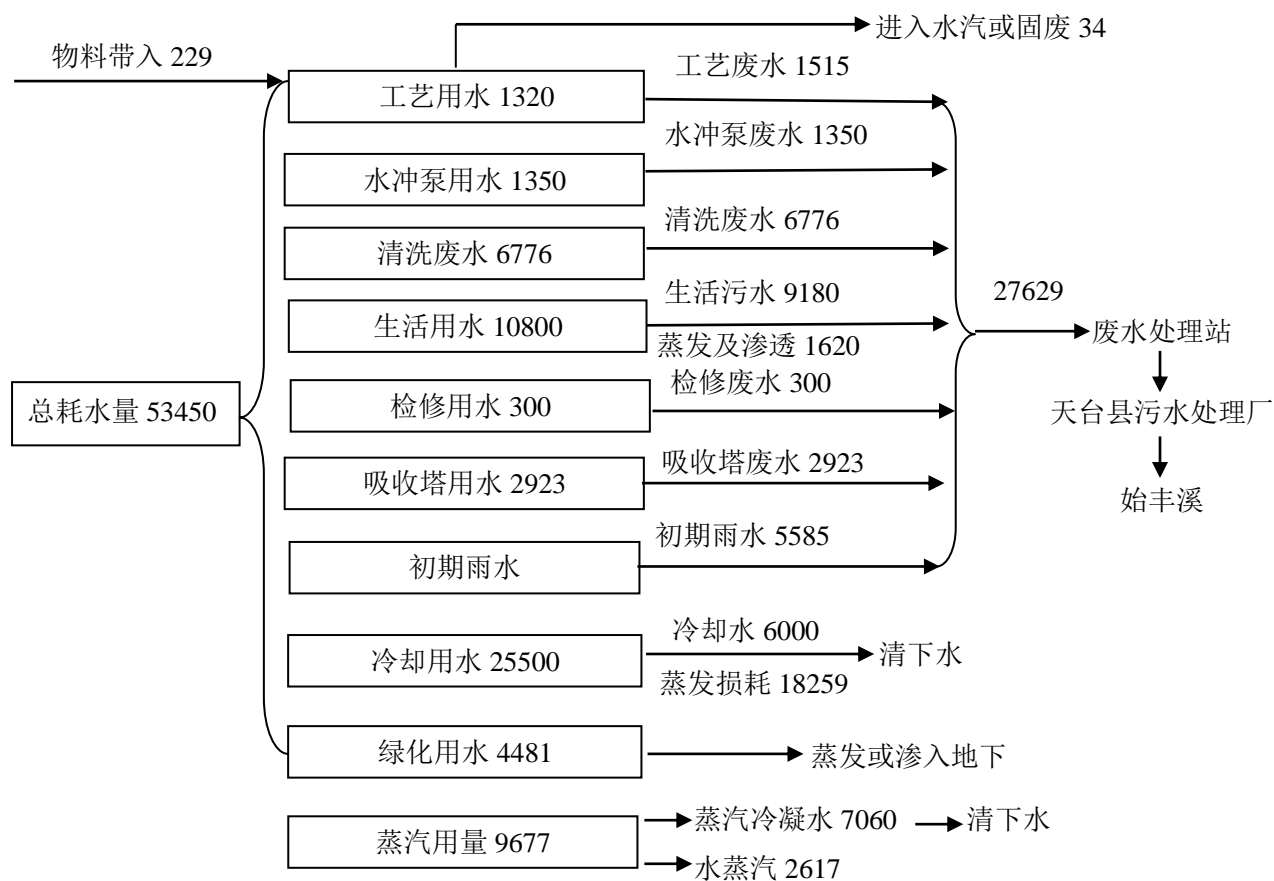 进入水汽或固废 34
物料带入 229
工艺废水 1515
工艺用水 1320
水冲泵废水 1350
水冲泵用水 1350
清洗废水 6776
清洗废水 6776
生活污水 9180
27629
生活用水 10800
废水处理站
蒸发及渗透 1620
检修废水 300
总耗水量 53450
检修用水 300
天台县污水处理厂
吸收塔废水 2923
吸收塔用水 2923
始丰溪
初期雨水 5585
初期雨水
冷却水 6000
冷却用水 25500
清下水
蒸发损耗 18259
绿化用水 4481
蒸发或渗入地下
蒸汽冷凝水 7060
清下水
蒸汽用量 9677
水蒸汽 2617